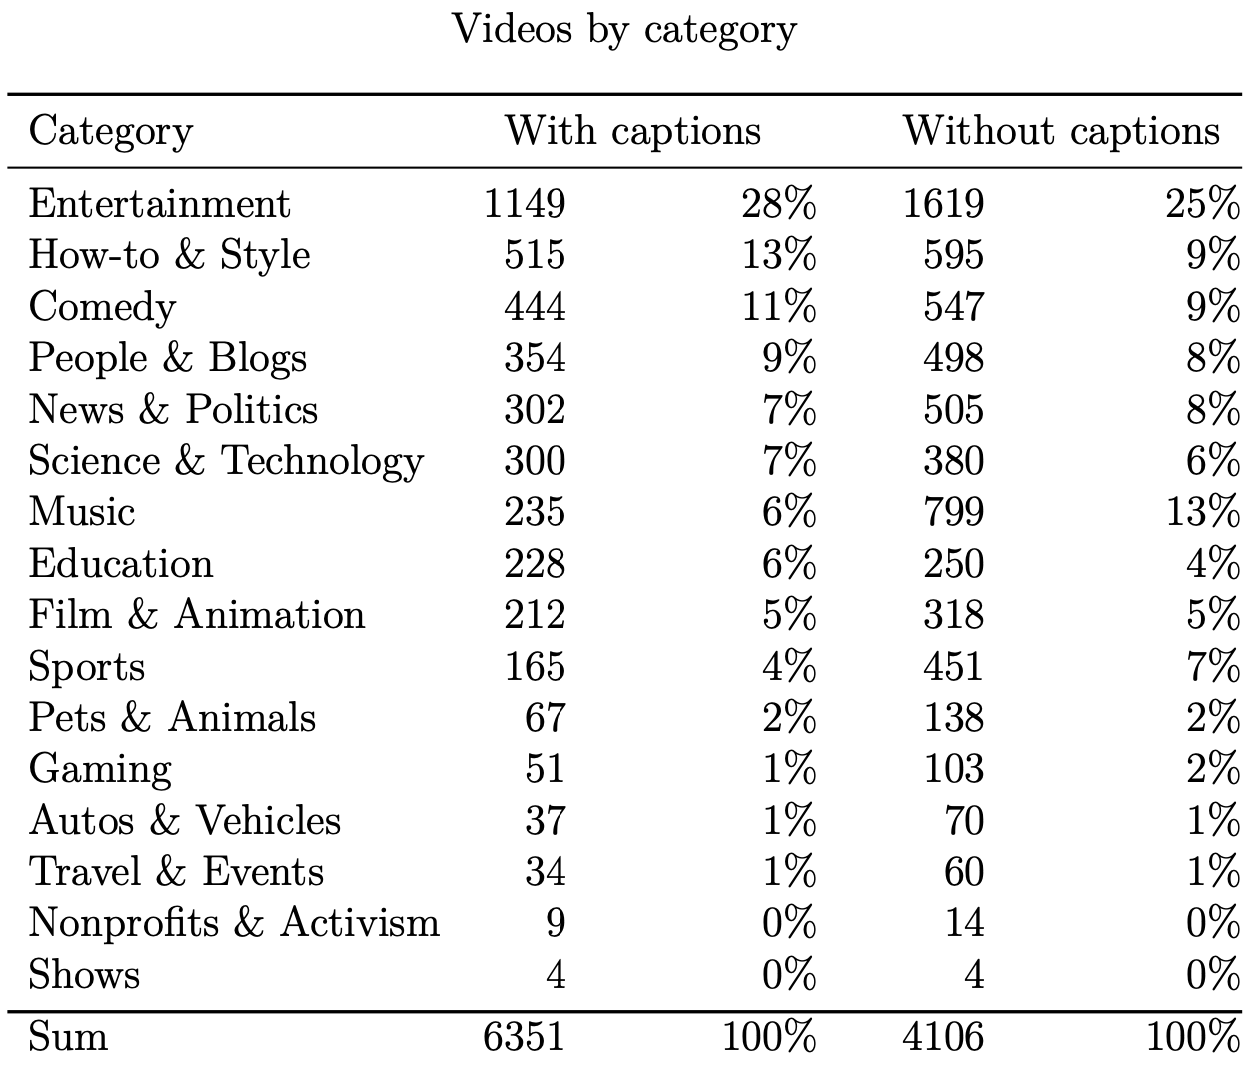 Videos by category
Category With captions Without captions
Entertainment 1149 28% 1619 25%
How-to & Style 515 13% 595 9%
Comedy 444 11% 547 9%
People & Blogs 354 9% 498 8%
News & Politics 302 7% 505 8%
Science & Technology 300 7% 380 6%
Music 235 6% 799 13%
Education 228 6% 250 4%
Film & Animation 212 5% 318 5%
Sports 165 4% 451 7%
Pets & Animals 67 2% 138 2%
Gaming 51 1% 103 2%
Autos & Vehicles 37 1% 70 1%
Travel & Events 34 1% 60 1%
Nonprofits & Activism 9 0% 14 0%
Shows 4 0% 4 0%
Sum 6351 100% 4106 100%